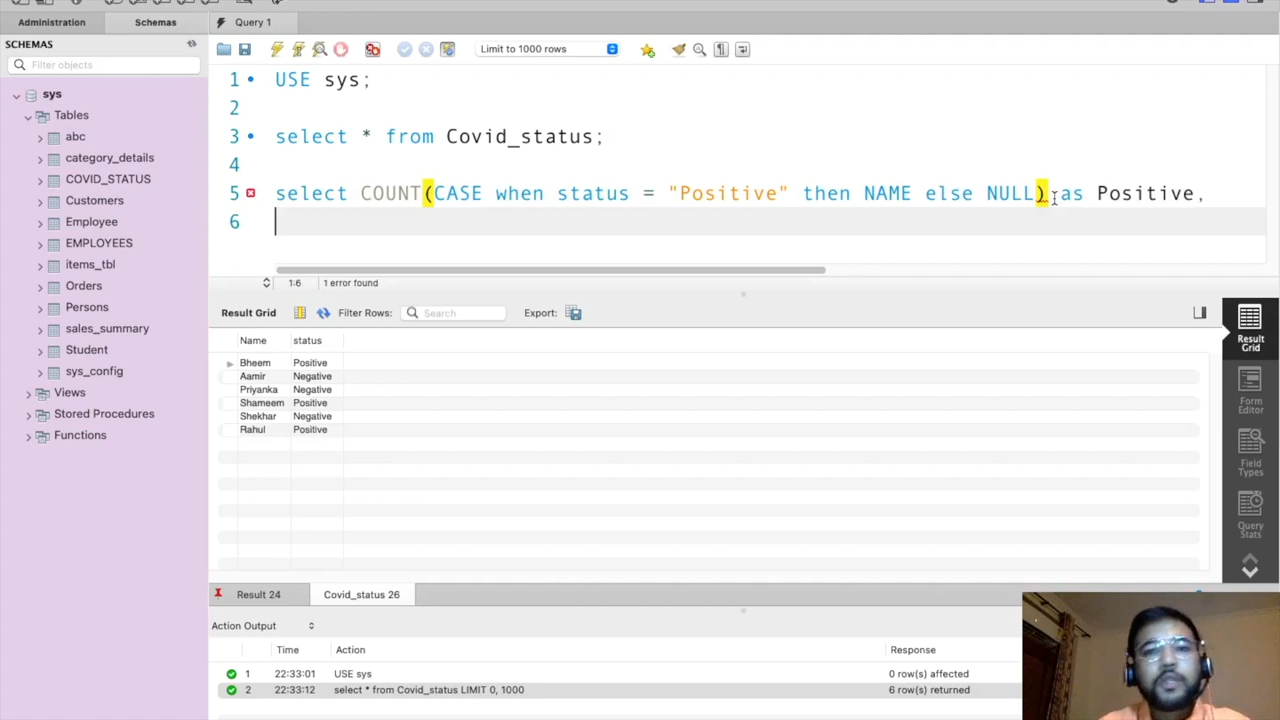 Administration
Schemas
Query 1
SCHEMAS
Filter objects
Limit to 1000 rows
sys
Tables
abc
category_details
COVID_STATUS
Customers
Employee
EMPLOYEES
items_tbl
Orders
Persons
sales_summary
Student
sys_config
Views
Stored Procedures
Functions
1 USE sys;
2
3 select * from Covid_status;
4
5 select COUNT(CASE when status = "Positive" then NAME else NULL) as Positive,
6
1:6 1 error found
Result Grid Filter Rows: Search Export:
Name status
Bheem Positive
Aamir Negative
Priyanka Negative
Shameem Positive
Shekhar Negative
Rahul Positive
Result Grid
Form Editor
Field Types
Query Stats
Result 24 Covid_status 26
Action Output
Time Action Response
1 22:33:01 USE sys 0 row(s) affected
2 22:33:12 select * from Covid_status LIMIT 0, 1000 6 row(s) returned